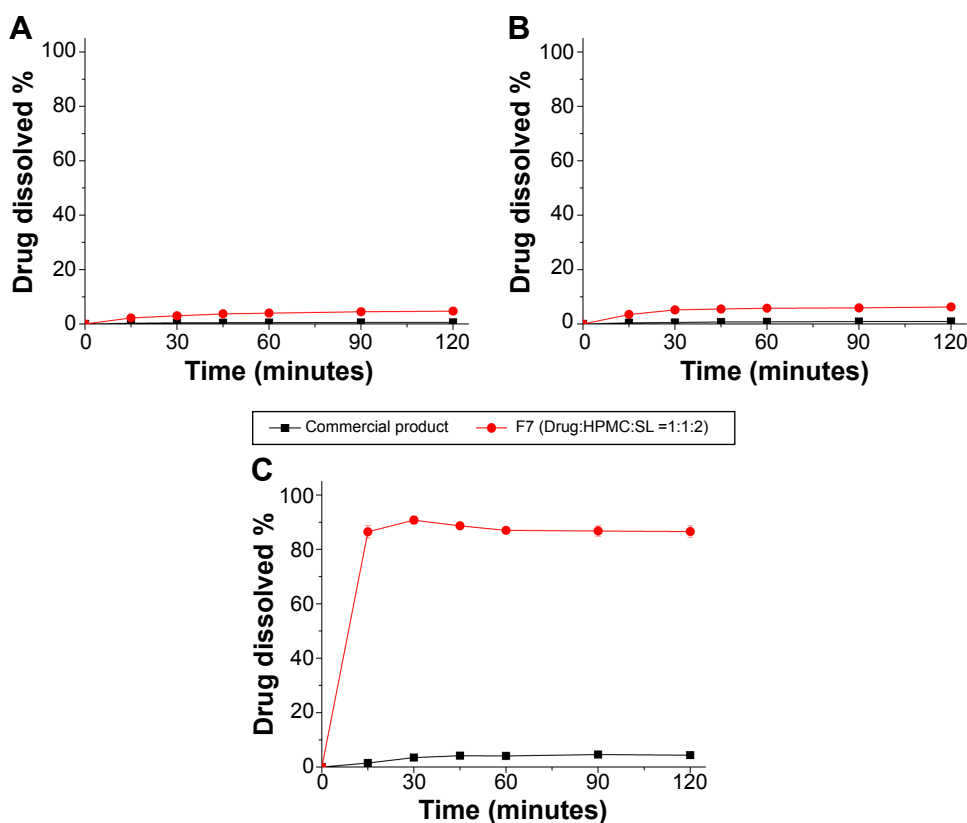 A
Drug dissolved %
100
80
60
40
20
0
0 30 60 90 120
Time (minutes)
B
Drug dissolved %
100
80
60
40
20
0
0 30 60 90 120
Time (minutes)
Commercial product F7 (Drug:HPMC:SL =1:1:2)
C
Drug dissolved %
100
80
60
40
20
0
0 30 60 90 120
Time (minutes)